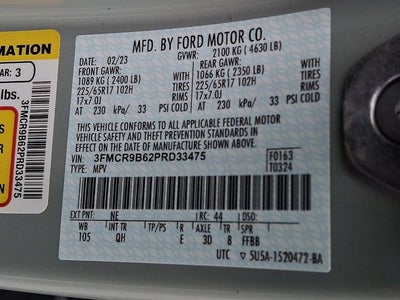 MATION
AR: 3
lbs.
3FMCR9B62PRD33475
MFD. BY FORD MOTOR CO.
DATE: 02/23 GVWR: 2100 KG ( 4630 LB)
FRONT GAWR: REAR GAWR:
1089 KG ( 2400 LB) 1066 KG ( 2350 LB)
225/65R17 102H TIRES 225/65R17 102H TIRES
17x7.0J RIMS 17x7.0J RIMS
AT 230 kPa/ 33 PSI COLD AT 230 kPa/ 33 PSI COLD
THIS VEHICLE CONFORMS TO ALL APPLICABLE FEDERAL MOTOR
VEHICLE SAFETY AND THEFT PREVENTION STANDARDS IN
EFFECT ON THE DATE OF MANUFACTURE SHOWN ABOVE.
VIN: 3FMCR9B62PRD33475 F0163
TYPE: MPV T0324
EXT PNT: NE RC: 44 DSO:
WB INT TR TP/PS R AXLE TR SPR
105 QH E 3D 8 FFBB
UTC ▽ 5U5A-1520472-BA